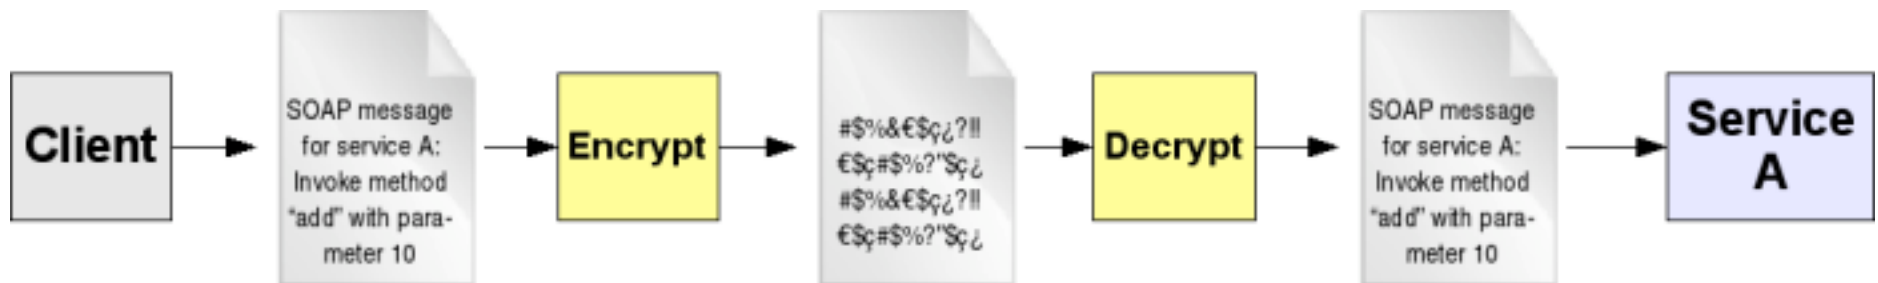 Client
SOAP message
for service A:
Invoke method
“add” with para-
meter 10
Encrypt
#$%&€$ç¿?!!
€$ç#$%?"$ç¿
#$%&€$ç¿?!!
€$ç#$%?"$ç¿
Decrypt
SOAP message
for service A:
Invoke method
“add” with para-
meter 10
Service
A